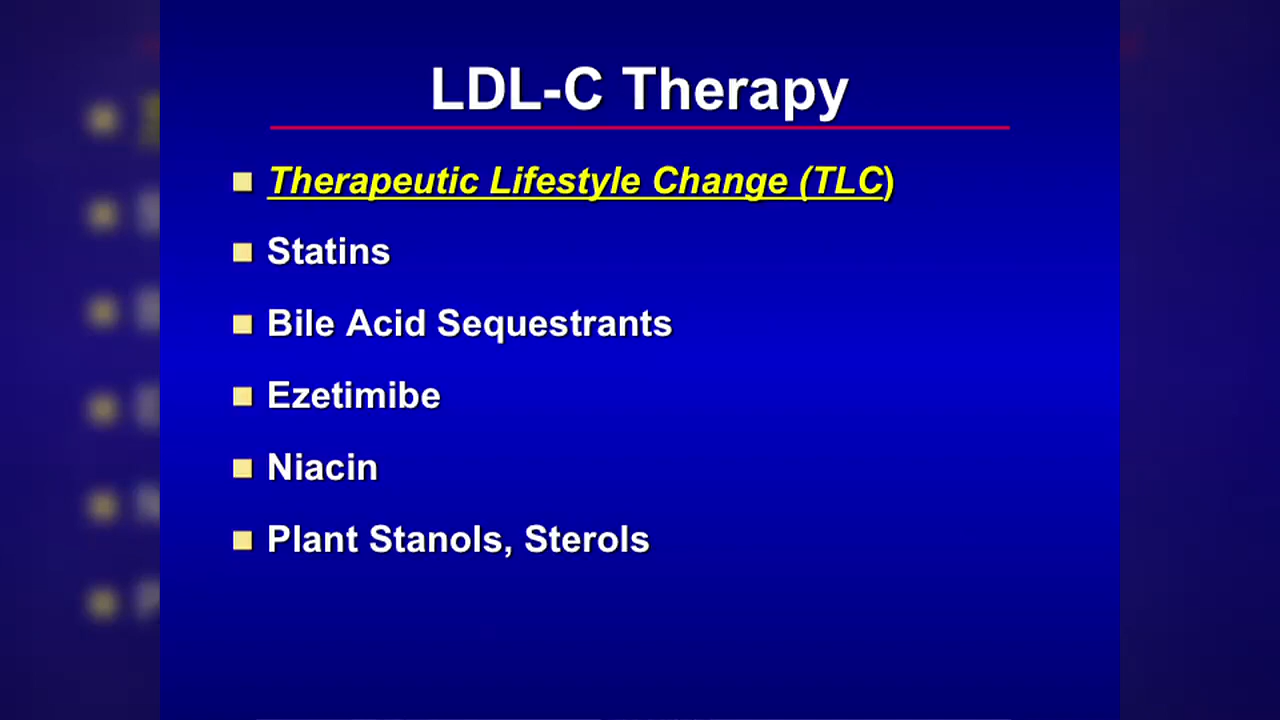 LDL-C Therapy
Therapeutic Lifestyle Change (TLC)
Statins
Bile Acid Sequestrants
Ezetimibe
Niacin
Plant Stanols, Sterols